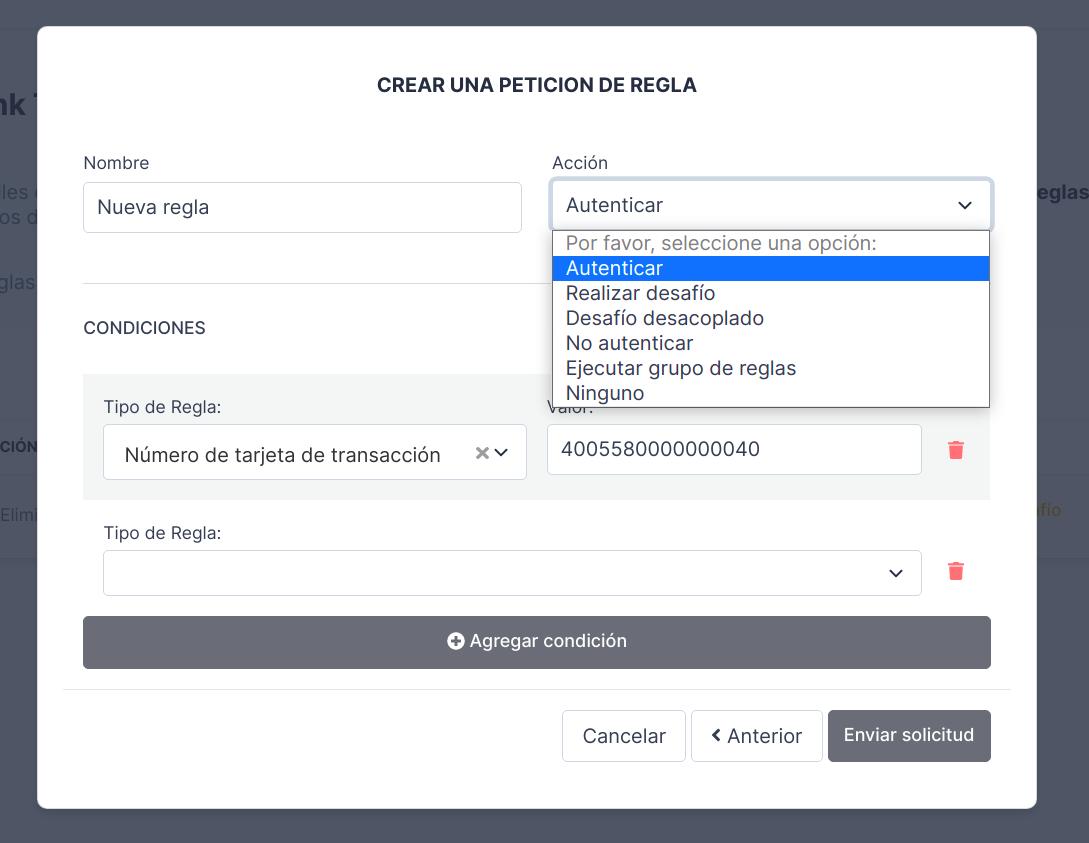 CREAR UNA PETICION DE REGLA
Nombre
Acción
Nueva regla
Autenticar
Por favor, seleccione una opción:
Autenticar
Realizar desafío
Desafío desacoplado
No autenticar
Ejecutar grupo de reglas
Ninguno
CONDICIONES
Tipo de Regla:
Valor:
Número de tarjeta de transacción
4005580000000040
Tipo de Regla:
Agregar condición
Cancelar
Anterior
Enviar solicitud